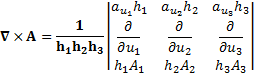 ∇ × A = 1/(h₁h₂h₃) | a_{u₁}h₁ a_{u₂}h₂ a_{u₃}h₃ |
| ∂/∂u₁ ∂/∂u₂ ∂/∂u₃ |
| h₁A₁ h₂A₂ h₃A₃ |